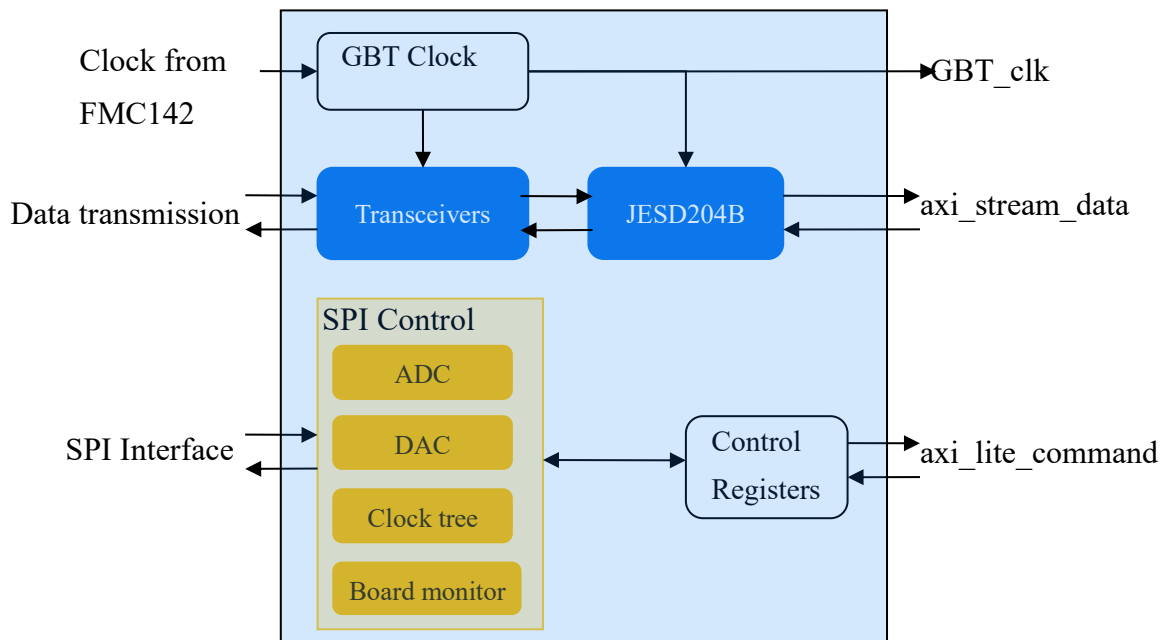 Clock from
FMC142
GBT Clock
GBT_clk
Data transmission
Transceivers
JESD204B
axi_stream_data
SPI Control
ADC
DAC
Clock tree
Board monitor
SPI Interface
Control
Registers
axi_lite_command